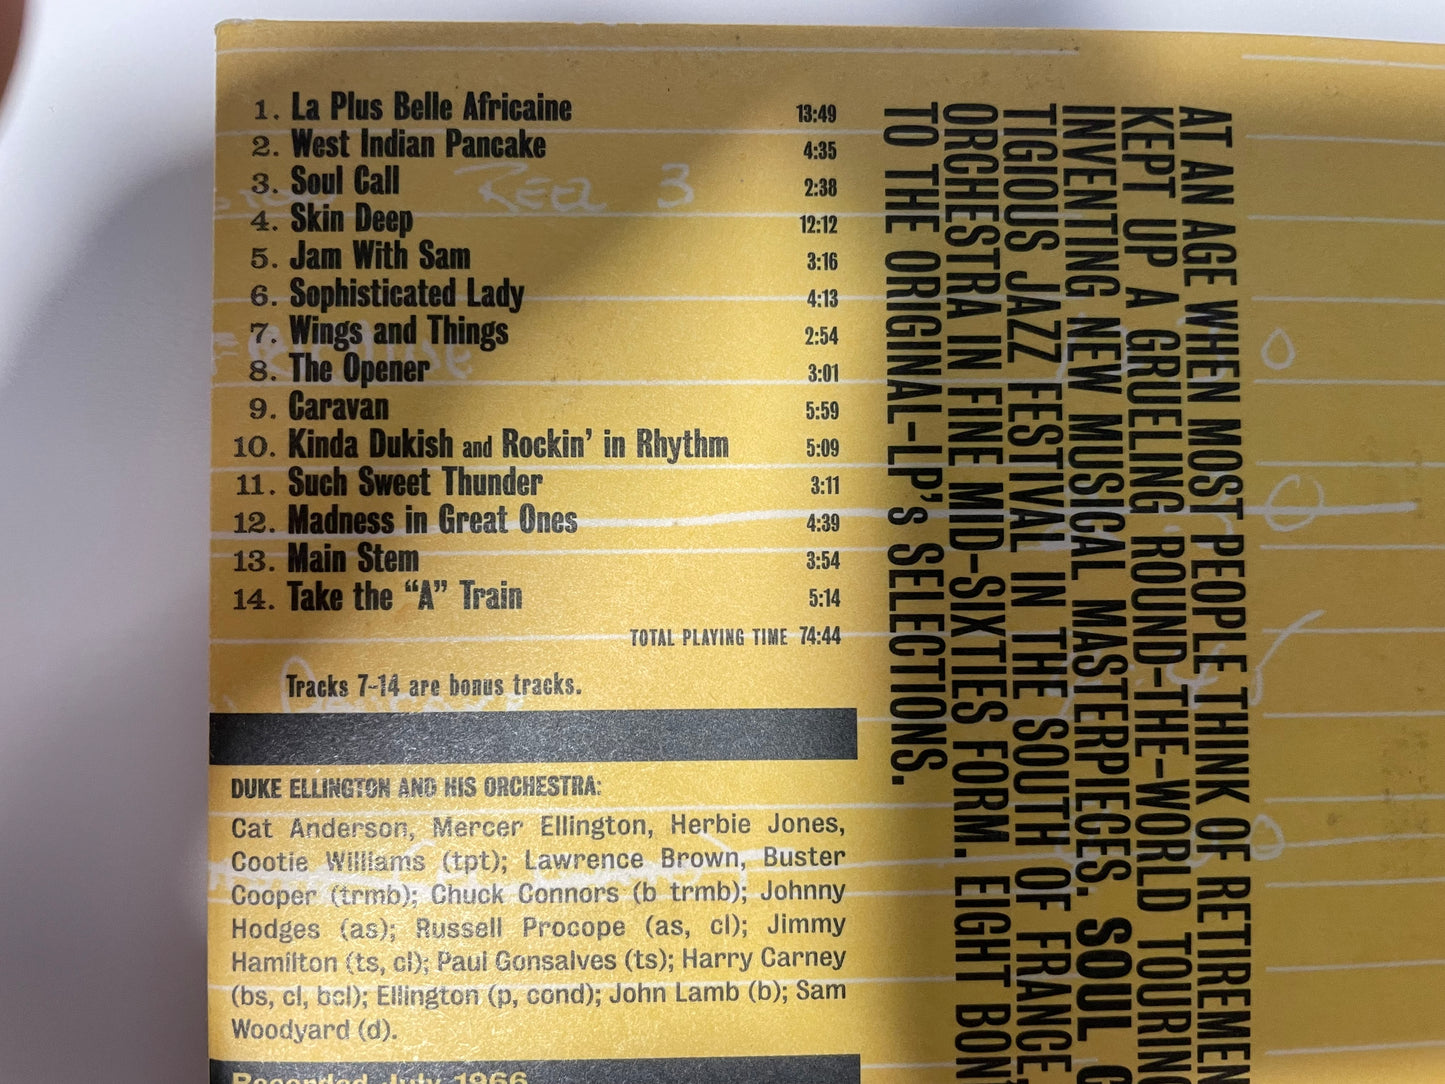 1. La Plus Belle Africaine 13:49
2. West Indian Pancake 4:35
3. Soul Call 2:38
4. Skin Deep 12:12
5. Jam With Sam 3:16
6. Sophisticated Lady 4:13
7. Wings and Things 2:54
8. The Opener 3:01
9. Caravan 5:59
10. Kinda Dukish and Rockin' in Rhythm 5:09
11. Such Sweet Thunder 3:11
12. Madness in Great Ones 4:39
13. Main Stem 3:54
14. Take the "A" Train 5:14
TOTAL PLAYING TIME 74:44
Tracks 7-14 are bonus tracks.
DUKE ELLINGTON AND HIS ORCHESTRA:
Cat Anderson, Mercer Ellington, Herbie Jones,
Cootie Williams (tpt); Lawrence Brown, Buster
Cooper (trmb); Chuck Connors (b trmb); Johnny
Hodges (as); Russell Procope (as, cl); Jimmy
Hamilton (ts, cl); Paul Gonsalves (ts); Harry Carney
(bs, cl, bcl); Ellington (p, cond); John Lamb (b); Sam
Woodyard (d).
Recorded July 1966
REEL 3
AT AN AGE WHEN MOST PEOPLE THINK OF RETIREMEN
KEPT UP A GRUELING ROUND-THE-WORLD TOURING
INVENTING NEW MUSICAL MASTERPIECES. SOUL
TIGIOUS JAZZ FESTIVAL IN THE SOUTH OF FRANCE,
ORCHESTRA IN FINE MID-SIXTIES FORM. EIGHT BON
TO THE ORIGINAL-LP's SELECTIONS.